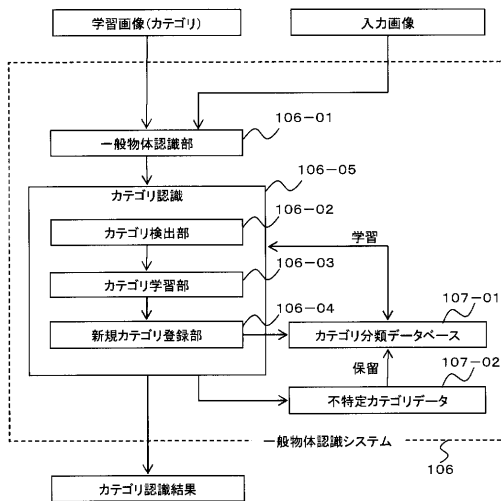 学習画像(カテゴリ)
入力画像
106-01
一般物体認識部
106-05
カテゴリ認識
106-02
カテゴリ検出部
学習
106-03
カテゴリ学習部
106-04
107-01
新規カテゴリ登録部
カテゴリ分類データベース
保留
107-02
不特定カテゴリデータ
一般物体認識システム
106
カテゴリ認識結果